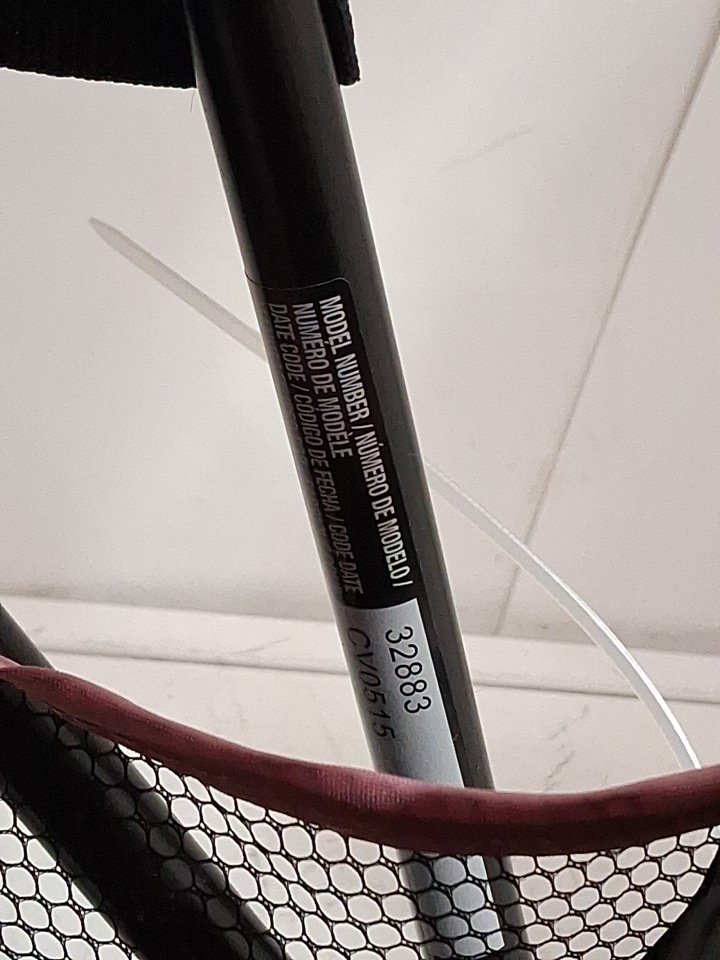 MODEL NUMBER / NÚMERO DE MODELO /
NUMÉRO DE MODÈLE
DATE CODE / CÓDIGO DE FECHA / CODE DATE
32883
CV0515